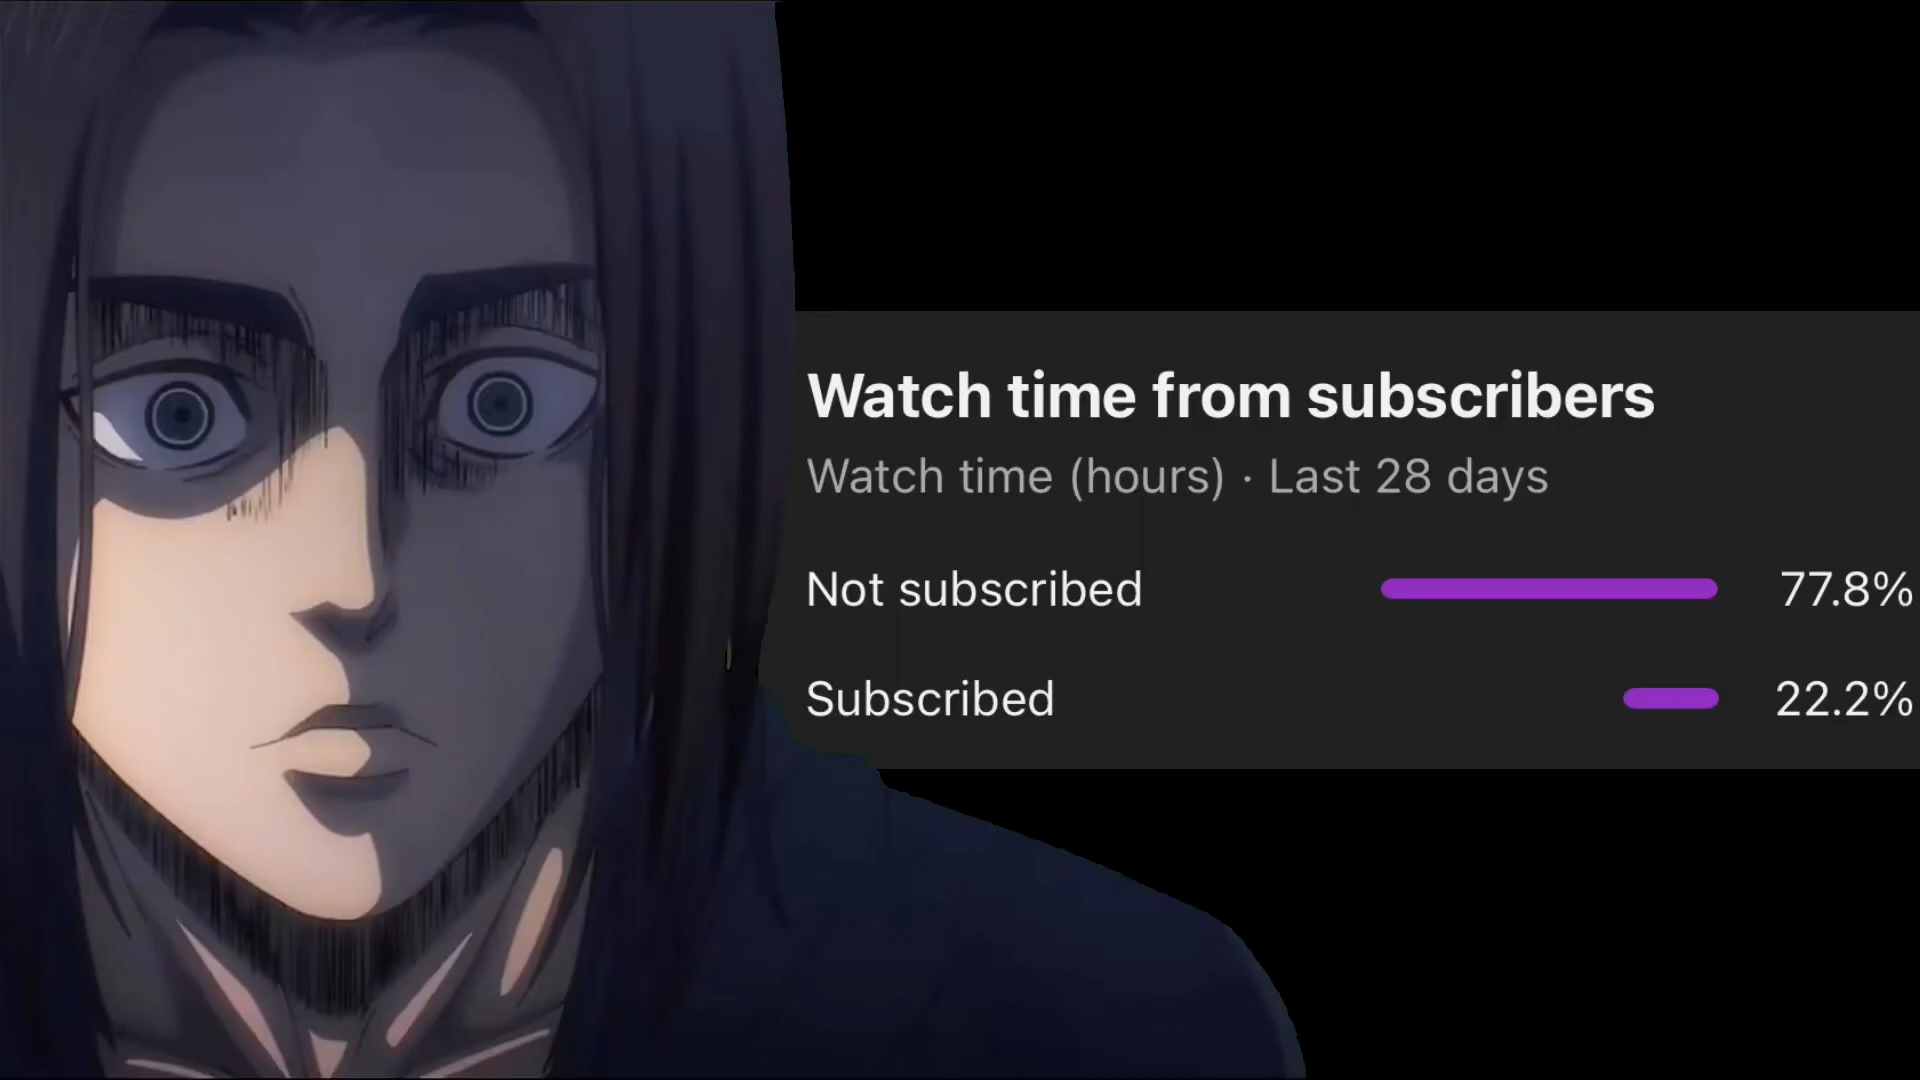 Watch time from subscribers
Watch time (hours) · Last 28 days
Not subscribed 77.8%
Subscribed 22.2%